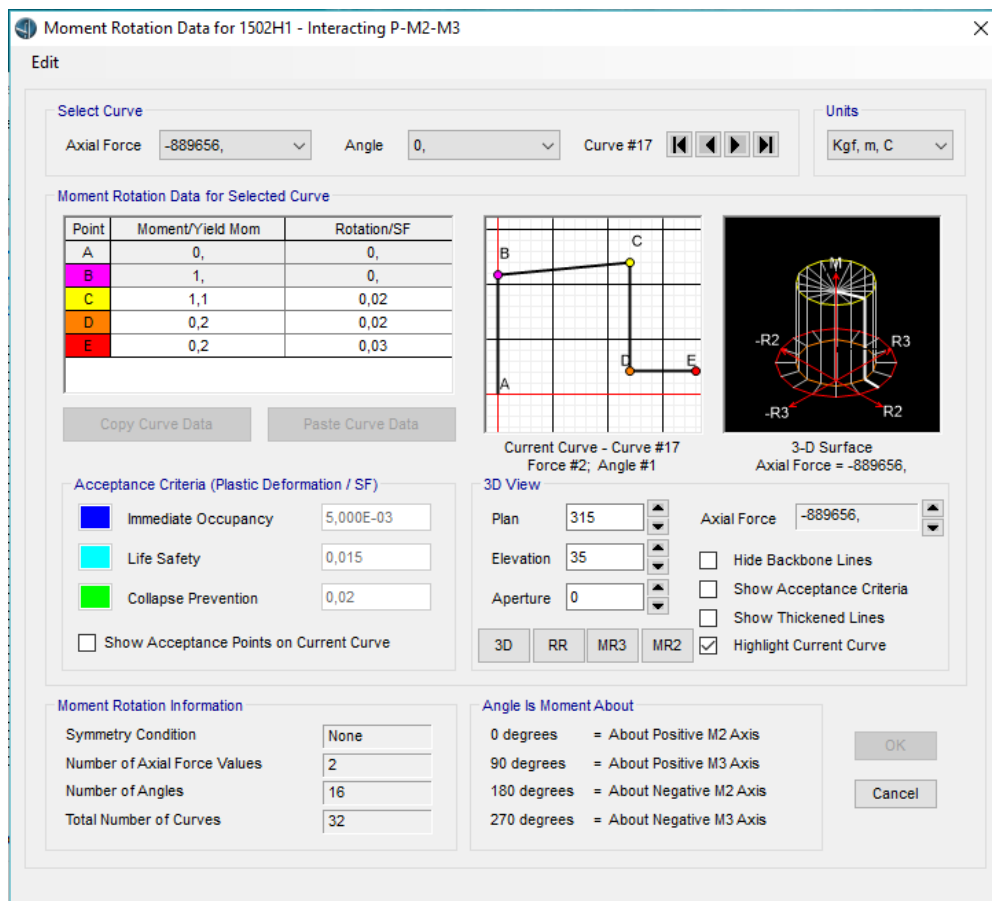 Moment Rotation Data for 1502H1 - Interacting P-M2-M3
Edit
Select Curve
Axial Force -889656, Angle 0, Curve #17
Units
Kgf, m, C
Moment Rotation Data for Selected Curve
Point Moment/Yield Mom Rotation/SF
A 0, 0,
B 1, 0,
C 1,1 0,02
D 0,2 0,02
E 0,2 0,03
Copy Curve Data Paste Curve Data
B C
D E
A
Current Curve - Curve #17
Force #2; Angle #1
M
-R2 R3
-R3 R2
3-D Surface
Axial Force = -889656,
Acceptance Criteria (Plastic Deformation / SF)
Immediate Occupancy 5,000E-03
Life Safety 0,015
Collapse Prevention 0,02
Show Acceptance Points on Current Curve
3D View
Plan 315
Elevation 35
Aperture 0
3D RR MR3 MR2
Axial Force -889656,
Hide Backbone Lines
Show Acceptance Criteria
Show Thickened Lines
Highlight Current Curve
Moment Rotation Information
Symmetry Condition None
Number of Axial Force Values 2
Number of Angles 16
Total Number of Curves 32
Angle Is Moment About
0 degrees = About Positive M2 Axis
90 degrees = About Positive M3 Axis
180 degrees = About Negative M2 Axis
270 degrees = About Negative M3 Axis
OK
Cancel